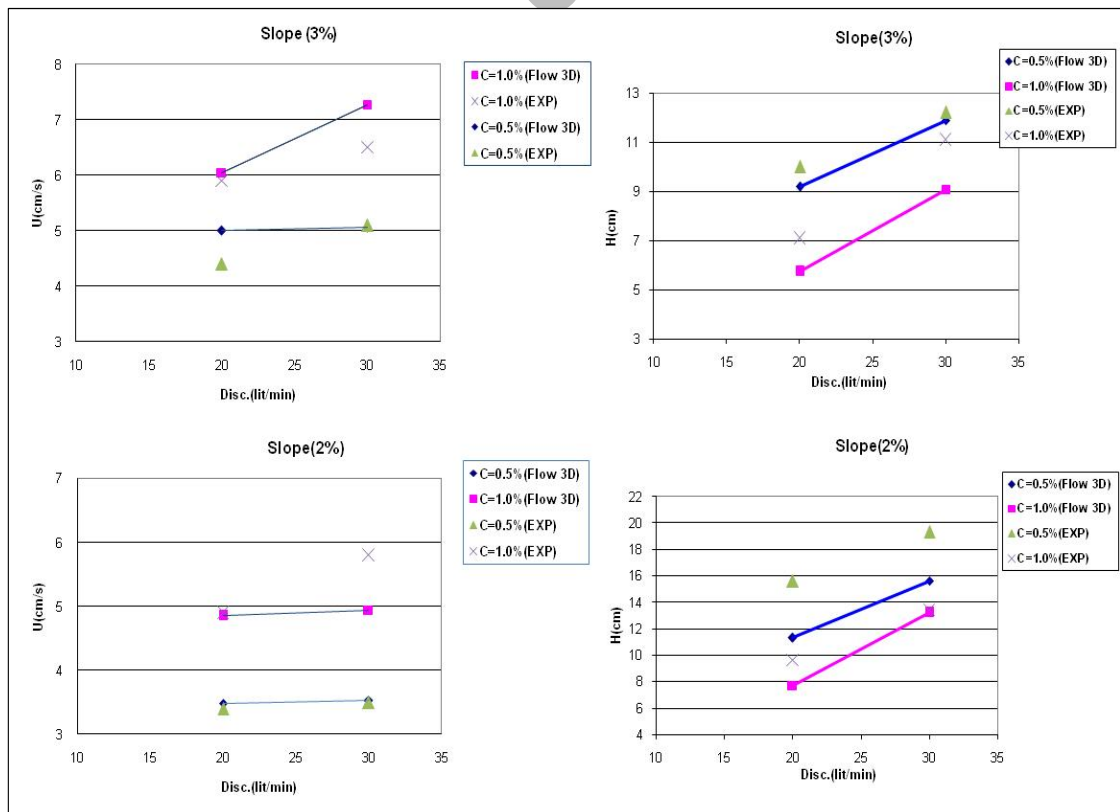 Slope (3%)
8
7
6
5
4
3
U(cm/s)
10
15
20
25
30
35
Disc.(lit/min)
C=1.0%(Flow 3D)
C=1.0%(EXP)
C=0.5%(Flow 3D)
C=0.5%(EXP)
Slope(3%)
13
11
9
7
5
3
H(cm)
10
15
20
25
30
35
Disc.(lit/min)
C=0.5%(Flow 3D)
C=1.0%(Flow 3D)
C=0.5%(EXP)
C=1.0%(EXP)
Slope(2%)
7
6
5
4
3
U(cm/s)
10
15
20
25
30
35
Disc.(lit/min)
C=0.5%(Flow 3D)
C=1.0%(Flow 3D)
C=0.5%(EXP)
C=1.0%(EXP)
Slope(2%)
22
20
18
16
14
12
10
8
6
4
H(cm)
10
15
20
25
30
35
Disc.(lit/min)
C=0.5%(Flow 3D)
C=1.0%(Flow 3D)
C=0.5%(EXP)
C=1.0%(EXP)